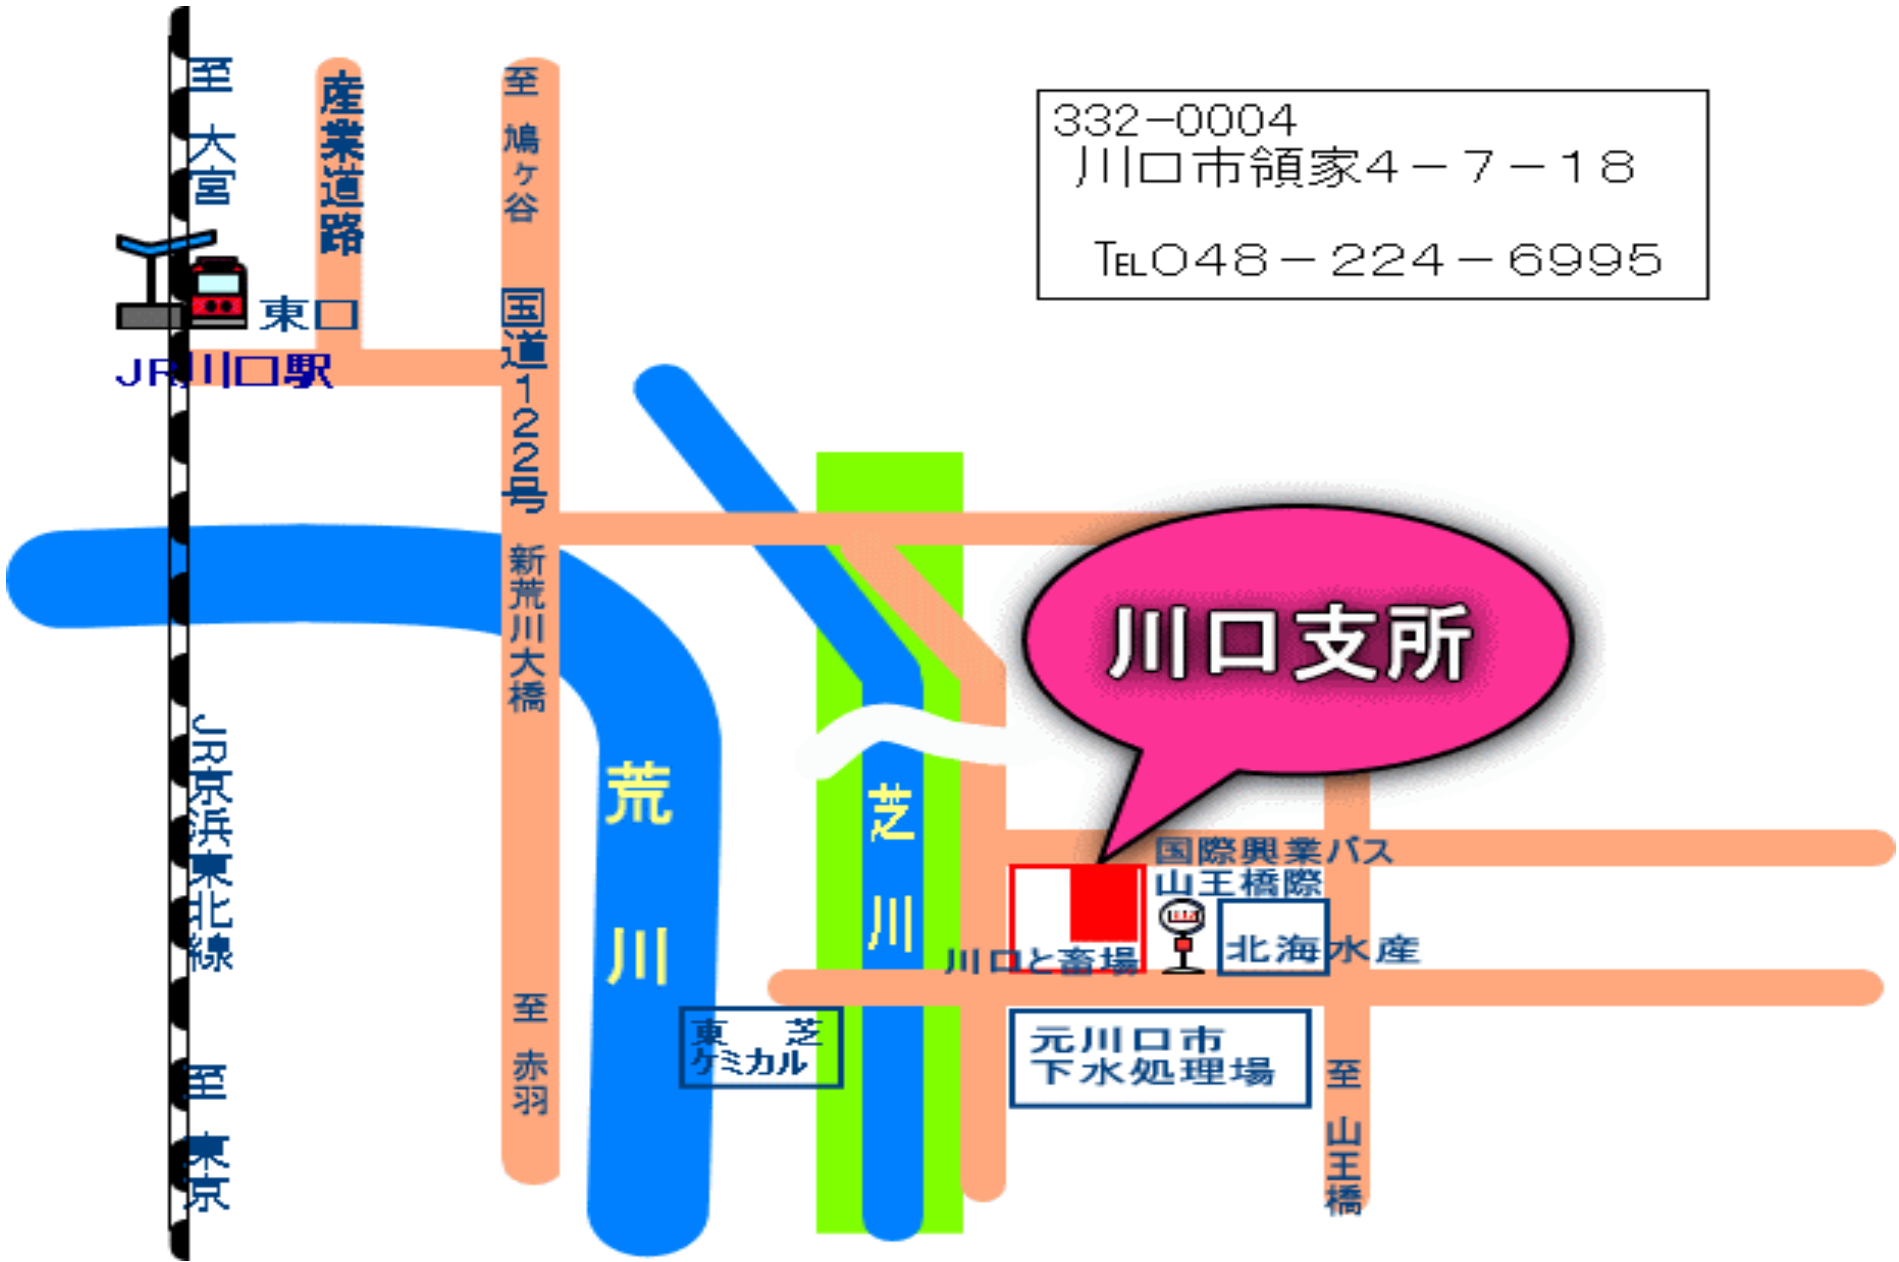 至 大宮
産業道路
至 鳩ヶ谷
332−0004
川口市領家4−7−18
℡048−224−6995
東口
JR川口駅
国道122号
新荒川大橋
川口支所
JR京浜東北線
荒川
芝川
国際興業バス
山王橋際
北海水産
川口と畜場
東 芝
ケミカル
元川口市
下水処理場
至 赤羽
至 東京
至 山王橋